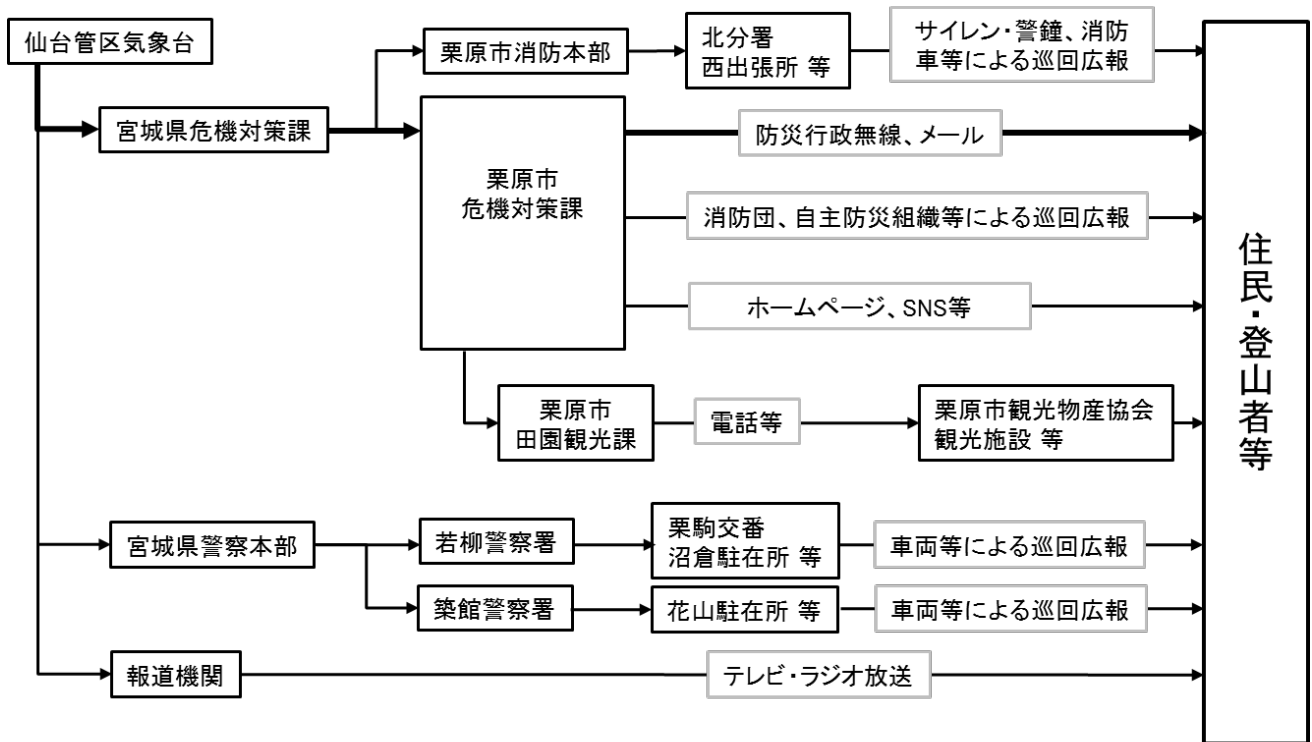 仙台管区気象台
栗原市消防本部
北分署
西出張所 等
サイレン・警鐘、消防
車等による巡回広報
宮城県危機対策課
栗原市
危機対策課
防災行政無線、メール
消防団、自主防災組織等による巡回広報
ホームページ、SNS等
栗原市
田園観光課
電話等
栗原市観光物産協会
観光施設 等
宮城県警察本部
若柳警察署
栗駒交番
沼倉駐在所 等
車両等による巡回広報
築館警察署
花山駐在所 等
車両等による巡回広報
報道機関
テレビ・ラジオ放送
住民・登山者等